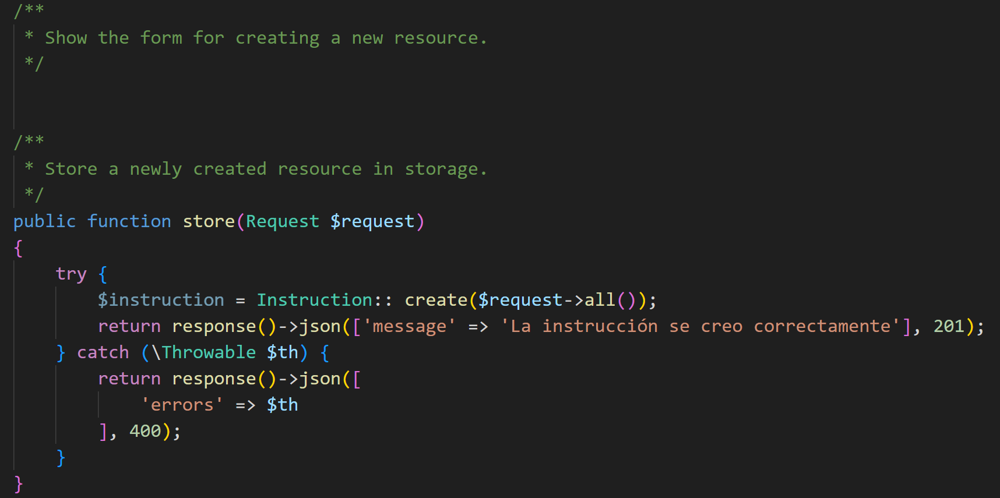 /**
 * Show the form for creating a new resource.
 */
/**
 * Store a newly created resource in storage.
 */
public function store(Request $request)
{
    try {
        $instruction = Instruction:: create($request->all());
        return response()->json(['message' => 'La instrucción se creo correctamente'], 201);
    } catch (\Throwable $th) {
        return response()->json([
            'errors' => $th
        ], 400);
    }
}